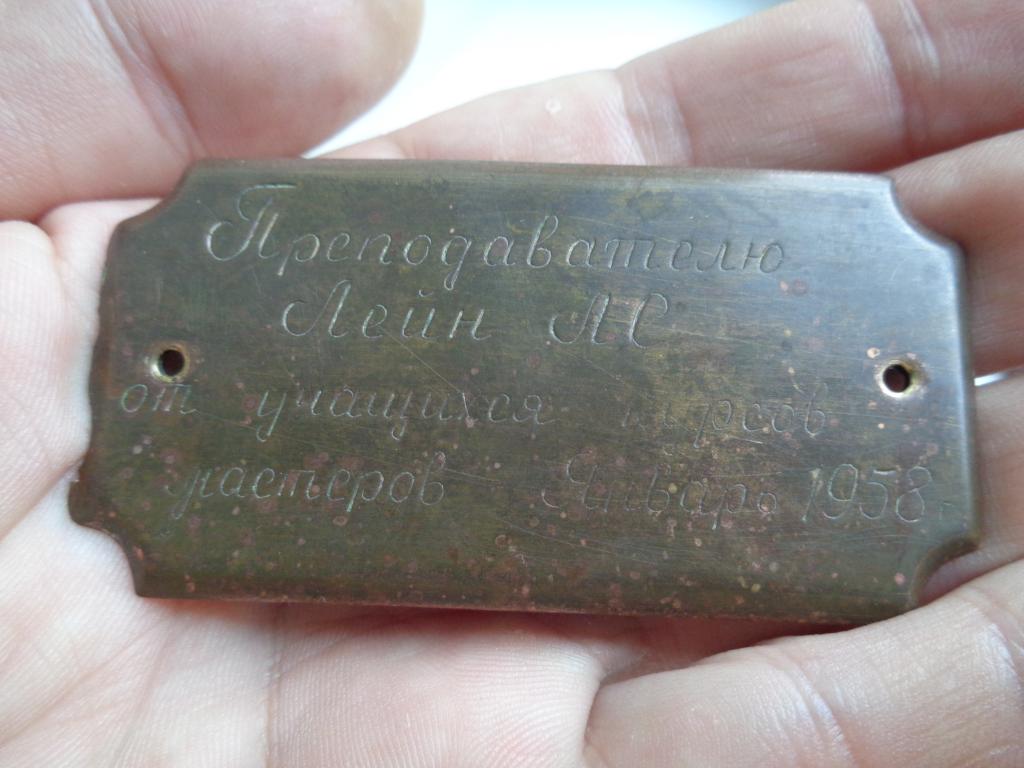 Преподавателю
Лейн А С
от учащихся курсов
мастеров Январь 1958 г